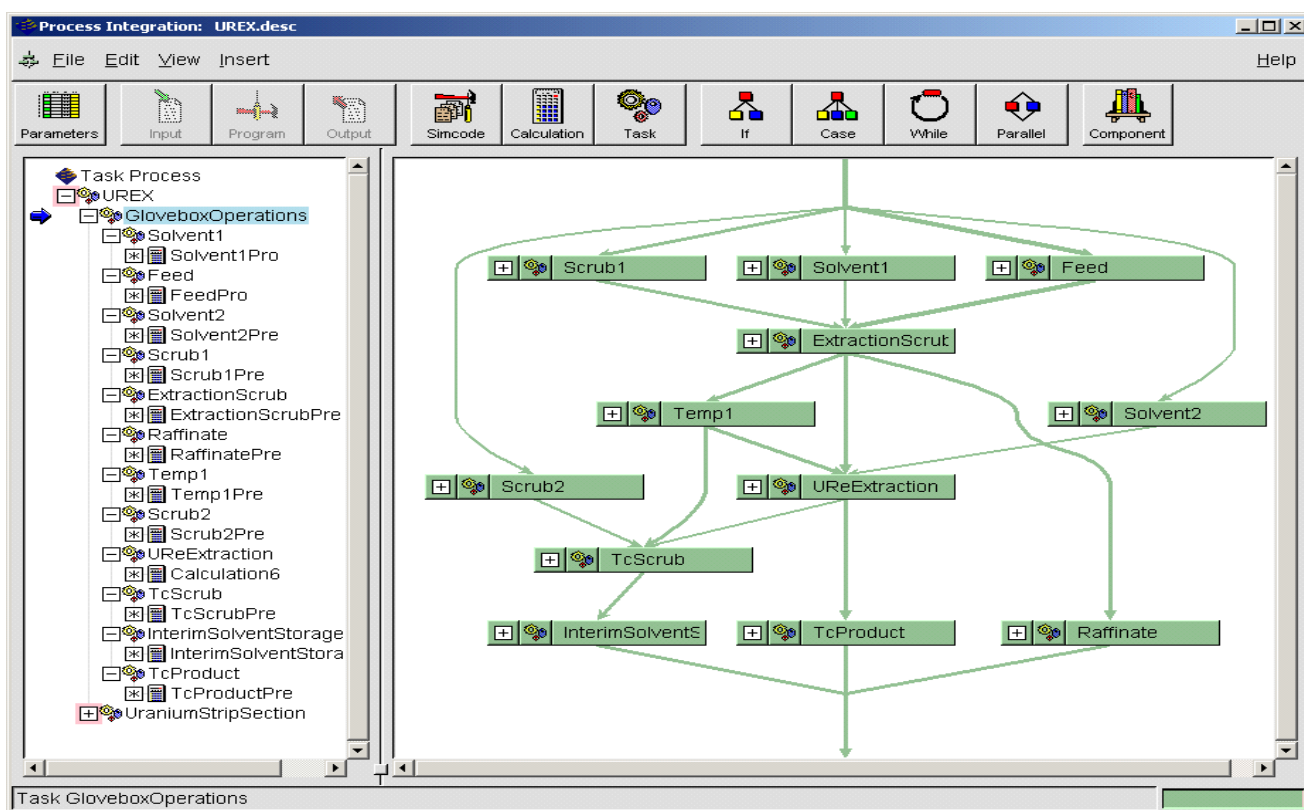 Process Integration: UREX.desc
File Edit View Insert Help
Parameters Input Program Output Simcode Calculation Task If Case While Parallel Component
Task Process
UREX
GloveboxOperations
Solvent1
Solvent1Pro
Feed
FeedPro
Solvent2
Solvent2Pre
Scrub1
Scrub1Pre
ExtractionScrub
ExtractionScrubPre
Raffinate
RaffinatePre
Temp1
Temp1Pre
Scrub2
Scrub2Pre
UReExtraction
Calculation6
TcScrub
TcScrubPre
InterimSolventStorage
InterimSolventStora
TcProduct
TcProductPre
UraniumStripSection
Scrub1 Solvent1 Feed
ExtractionScrub
Temp1 Solvent2
Scrub2 UReExtraction
TcScrub
InterimSolventS TcProduct Raffinate
Task GloveboxOperations